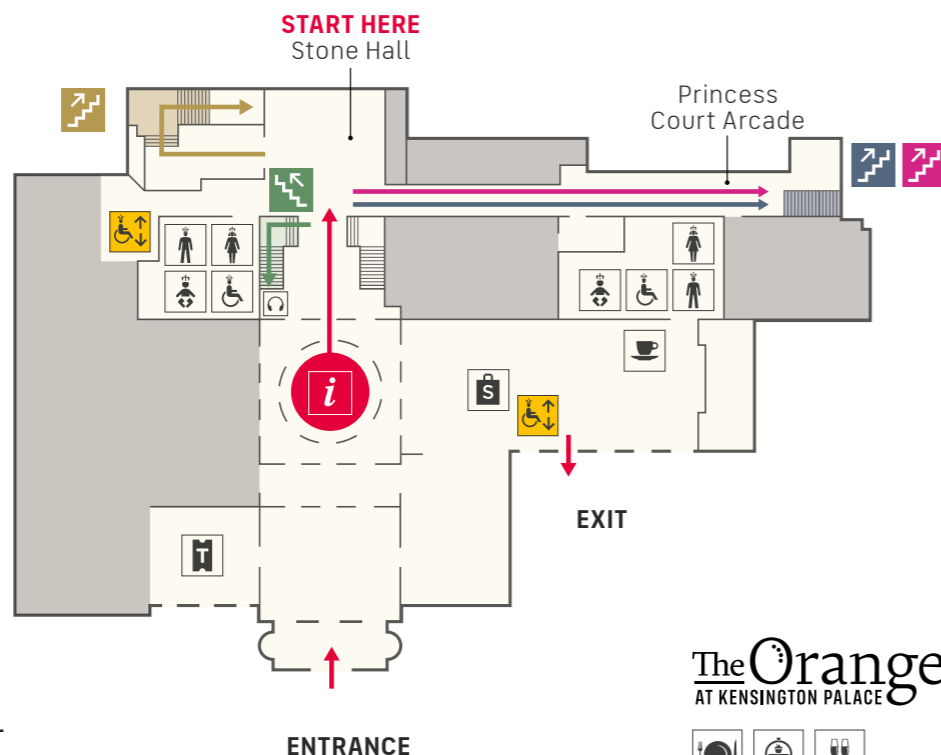 START HERE
Stone Hall
Princess
Court Arcade
i
S
T
EXIT
ENTRANCE
The Orange
AT KENSINGTON PALACE